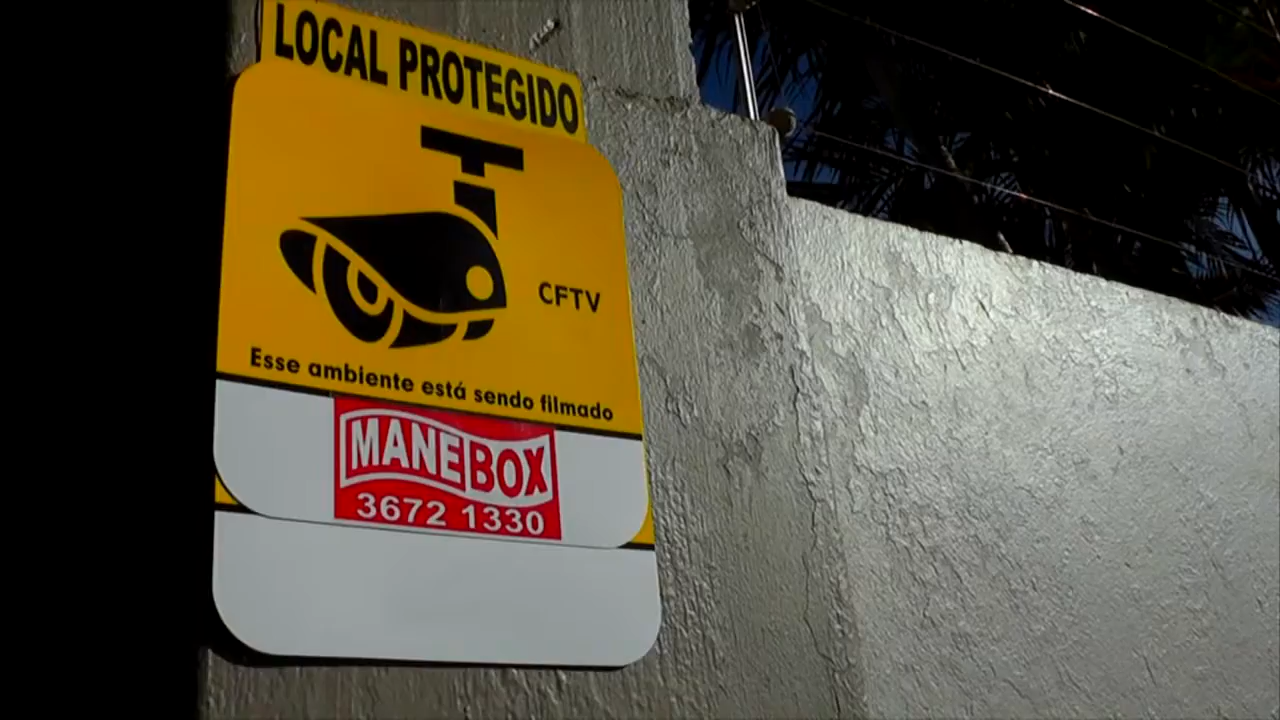 LOCAL PROTEGIDO
CFTV
Esse ambiente está sendo filmado
MANEBOX
3672 1330